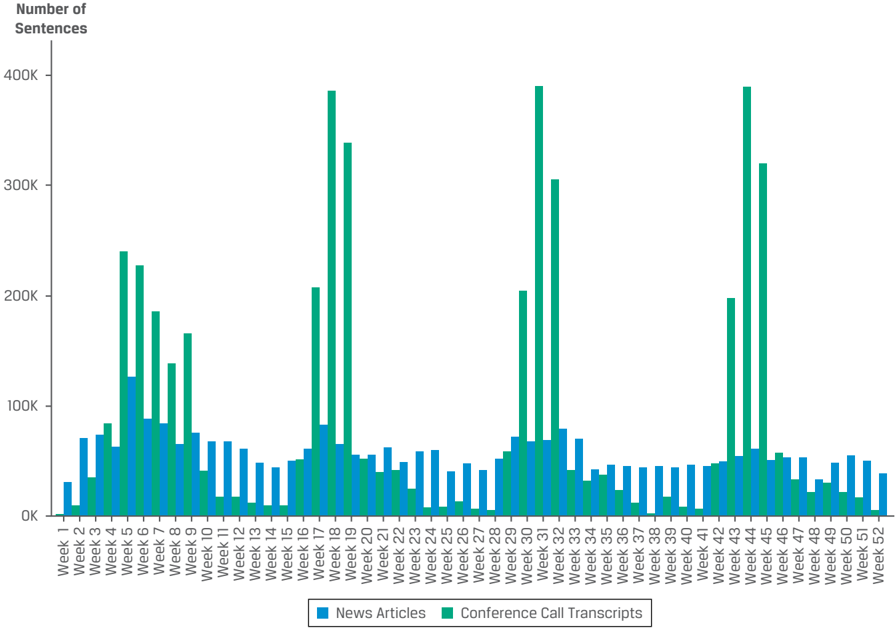 Number of
Sentences
400K
300K
200K
100K
0K
Week 1
Week 2
Week 3
Week 4
Week 5
Week 6
Week 7
Week 8
Week 9
Week 10
Week 11
Week 12
Week 13
Week 14
Week 15
Week 16
Week 17
Week 18
Week 19
Week 20
Week 21
Week 22
Week 23
Week 24
Week 25
Week 26
Week 27
Week 28
Week 29
Week 30
Week 31
Week 32
Week 33
Week 34
Week 35
Week 36
Week 37
Week 38
Week 39
Week 40
Week 41
Week 42
Week 43
Week 44
Week 45
Week 46
Week 47
Week 48
Week 49
Week 50
Week 51
Week 52
News Articles
Conference Call Transcripts